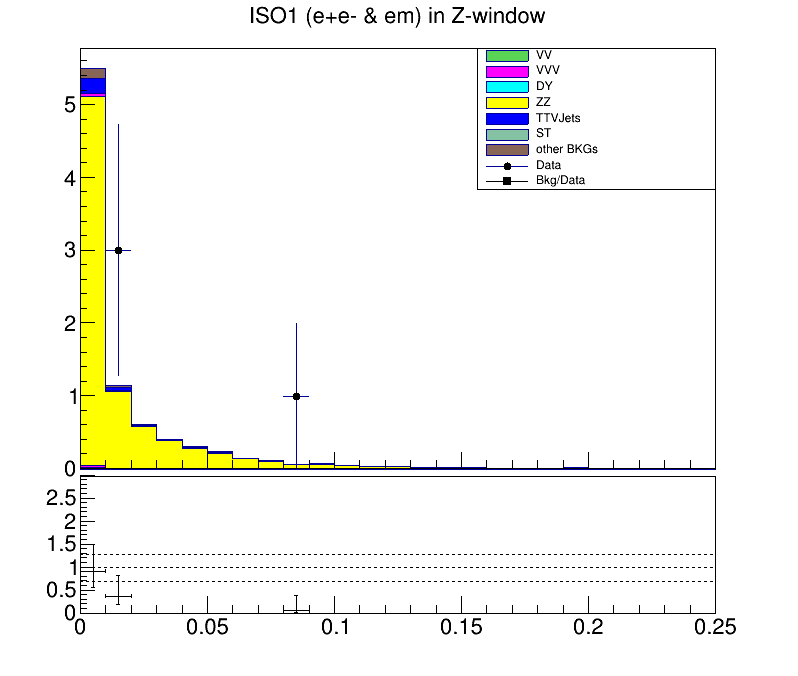 ISO1 (e+e- & em) in Z-window
VV
VVV
DY
ZZ
TTVJets
ST
other BKGs
Data
Bkg/Data
5
4
3
2
1
0
2.5
2
1.5
1
0.5
0
0 0.05 0.1 0.15 0.2 0.25